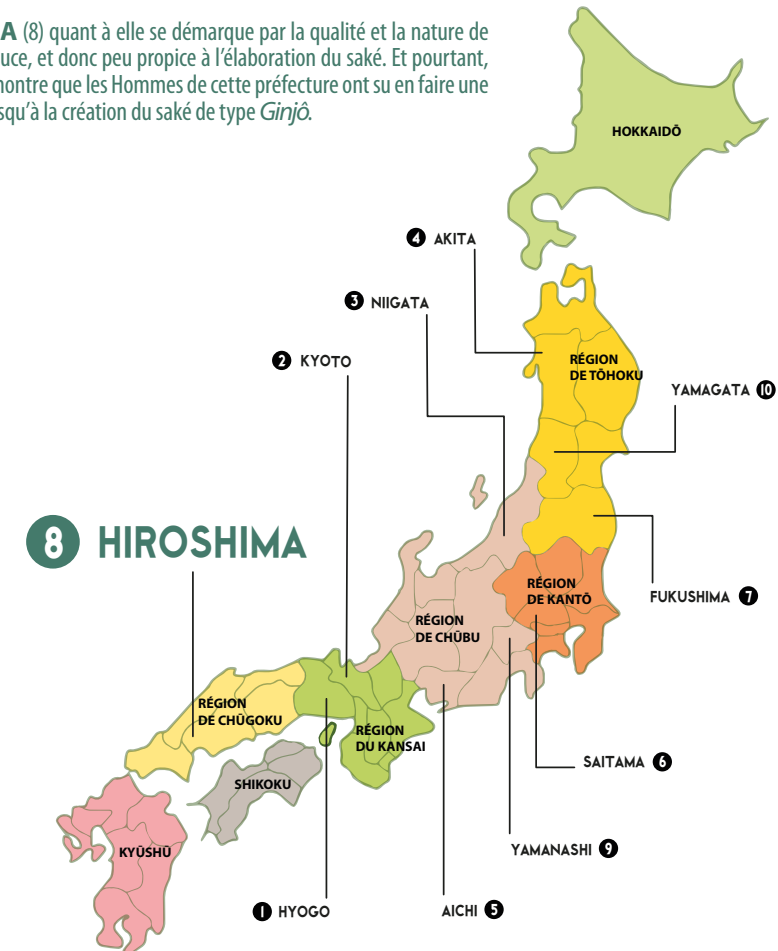 A (8) quant à elle se démarque par la qualité et la nature de
uce, et donc peu propice à l’élaboration du saké. Et pourtant,
montre que les Hommes de cette préfecture ont su en faire une
squ’à la création du saké de type Ginjô.
HOKKAIDŌ
4 AKITA
3 NIIGATA
2 KYOTO
RÉGION
DE TŌHOKU
YAMAGATA 10
8 HIROSHIMA
RÉGION
DE KANTŌ
FUKUSHIMA 7
RÉGION
DE CHŪBU
RÉGION
DE CHŪGOKU
RÉGION
DU KANSAI
SAITAMA 6
SHIKOKU
YAMANASHI 9
KYŪSHŪ
1 HYOGO
AICHI 5